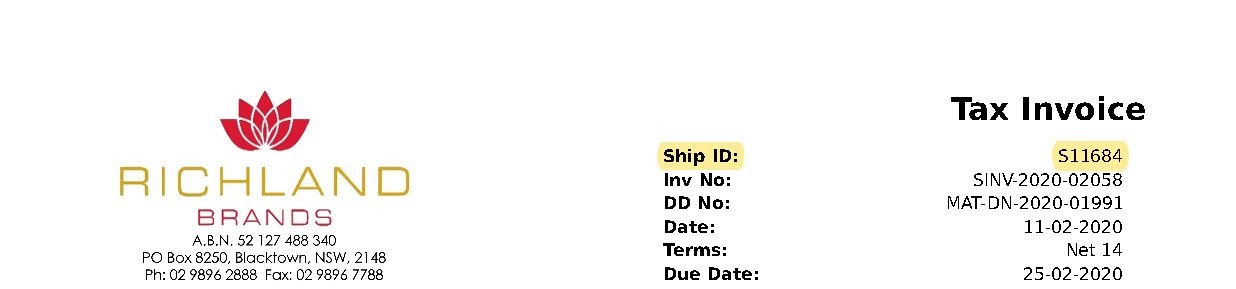 RICHLAND
BRANDS
A.B.N. 52 127 488 340
PO Box 8250, Blacktown, NSW, 2148
Ph: 02 9896 2888 Fax: 02 9896 7788
Tax Invoice
Ship ID: S11684
Inv No: SINV-2020-02058
DD No: MAT-DN-2020-01991
Date: 11-02-2020
Terms: Net 14
Due Date: 25-02-2020